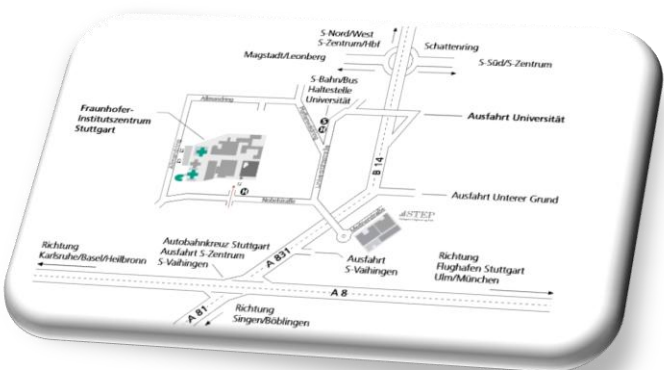 S-Nord/West
S-Zentrum/Hbf
Schattenring
Magstadt/Leonberg
S-Süd/S-Zentrum
S-Bahn/Bus
Haltestelle
Universität
Allmandring
Fraunhofer-
Institutszentrum
Stuttgart
Ausfahrt Universität
S
H
B 14
P
H
Nobelstraße
Ausfahrt Unterer Grund
STEP
Richtung
Karlsruhe/Basel/Heilbronn
Autobahnkreuz Stuttgart
Ausfahrt S-Zentrum
S-Vaihingen
A 831
Ausfahrt
S-Vaihingen
Richtung
Flughafen Stuttgart
Ulm/München
A 8
A 81
Richtung
Singen/Böblingen